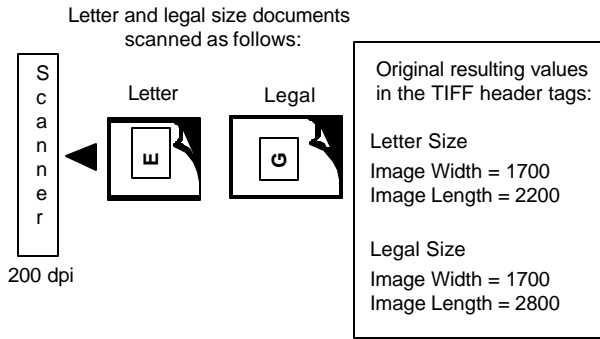 Letter and legal size documents
scanned as follows:
Scanner
200 dpi
Letter
E
Legal
G
Original resulting values
in the TIFF header tags:
Letter Size
Image Width = 1700
Image Length = 2200
Legal Size
Image Width = 1700
Image Length = 2800